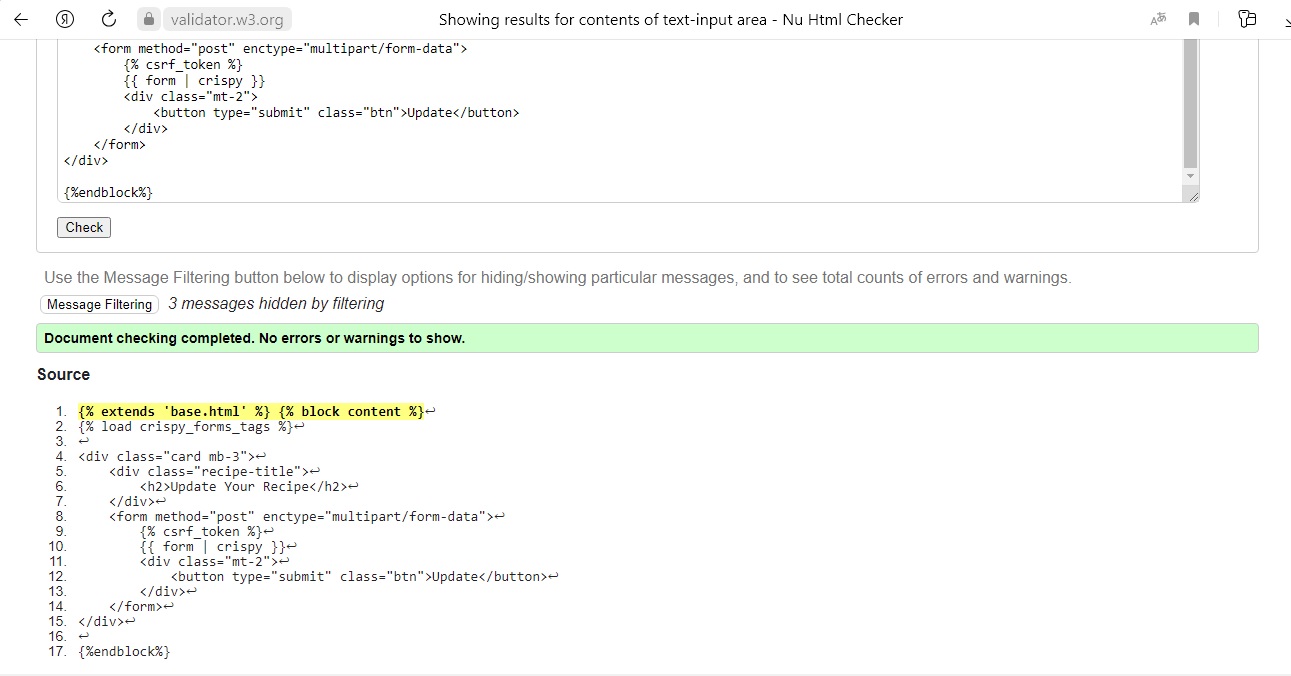 validator.w3.org
Showing results for contents of text-input area - Nu Html Checker
<form method="post" enctype="multipart/form-data">
{% csrf_token %}
{{ form | crispy }}
<div class="mt-2">
<button type="submit" class="btn">Update</button>
</div>
</form>
</div>
{%endblock%}
Check
Use the Message Filtering button below to display options for hiding/showing particular messages, and to see total counts of errors and warnings.
Message Filtering 3 messages hidden by filtering
Document checking completed. No errors or warnings to show.
Source
1. {% extends 'base.html' %} {% block content %}↩
2. {% load crispy_forms_tags %}↩
3. ↩
4. <div class="card mb-3">↩
5. <div class="recipe-title">↩
6. <h2>Update Your Recipe</h2>↩
7. </div>↩
8. <form method="post" enctype="multipart/form-data">↩
9. {% csrf_token %}↩
10. {{ form | crispy }}↩
11. <div class="mt-2">↩
12. <button type="submit" class="btn">Update</button>↩
13. </div>↩
14. </form>↩
15. </div>↩
16. ↩
17. {%endblock%}